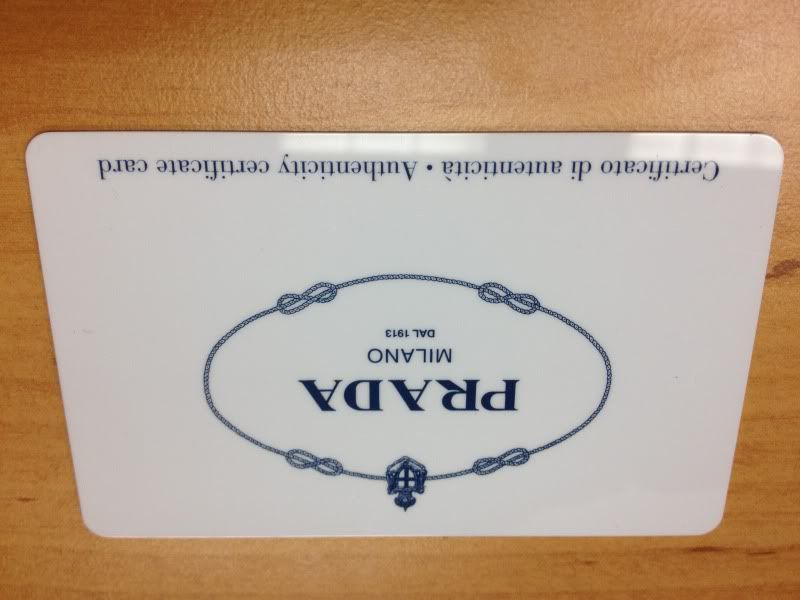 PRADA
MILANO
DAL 1913
Certificato di autenticità • Authenticity certificate card